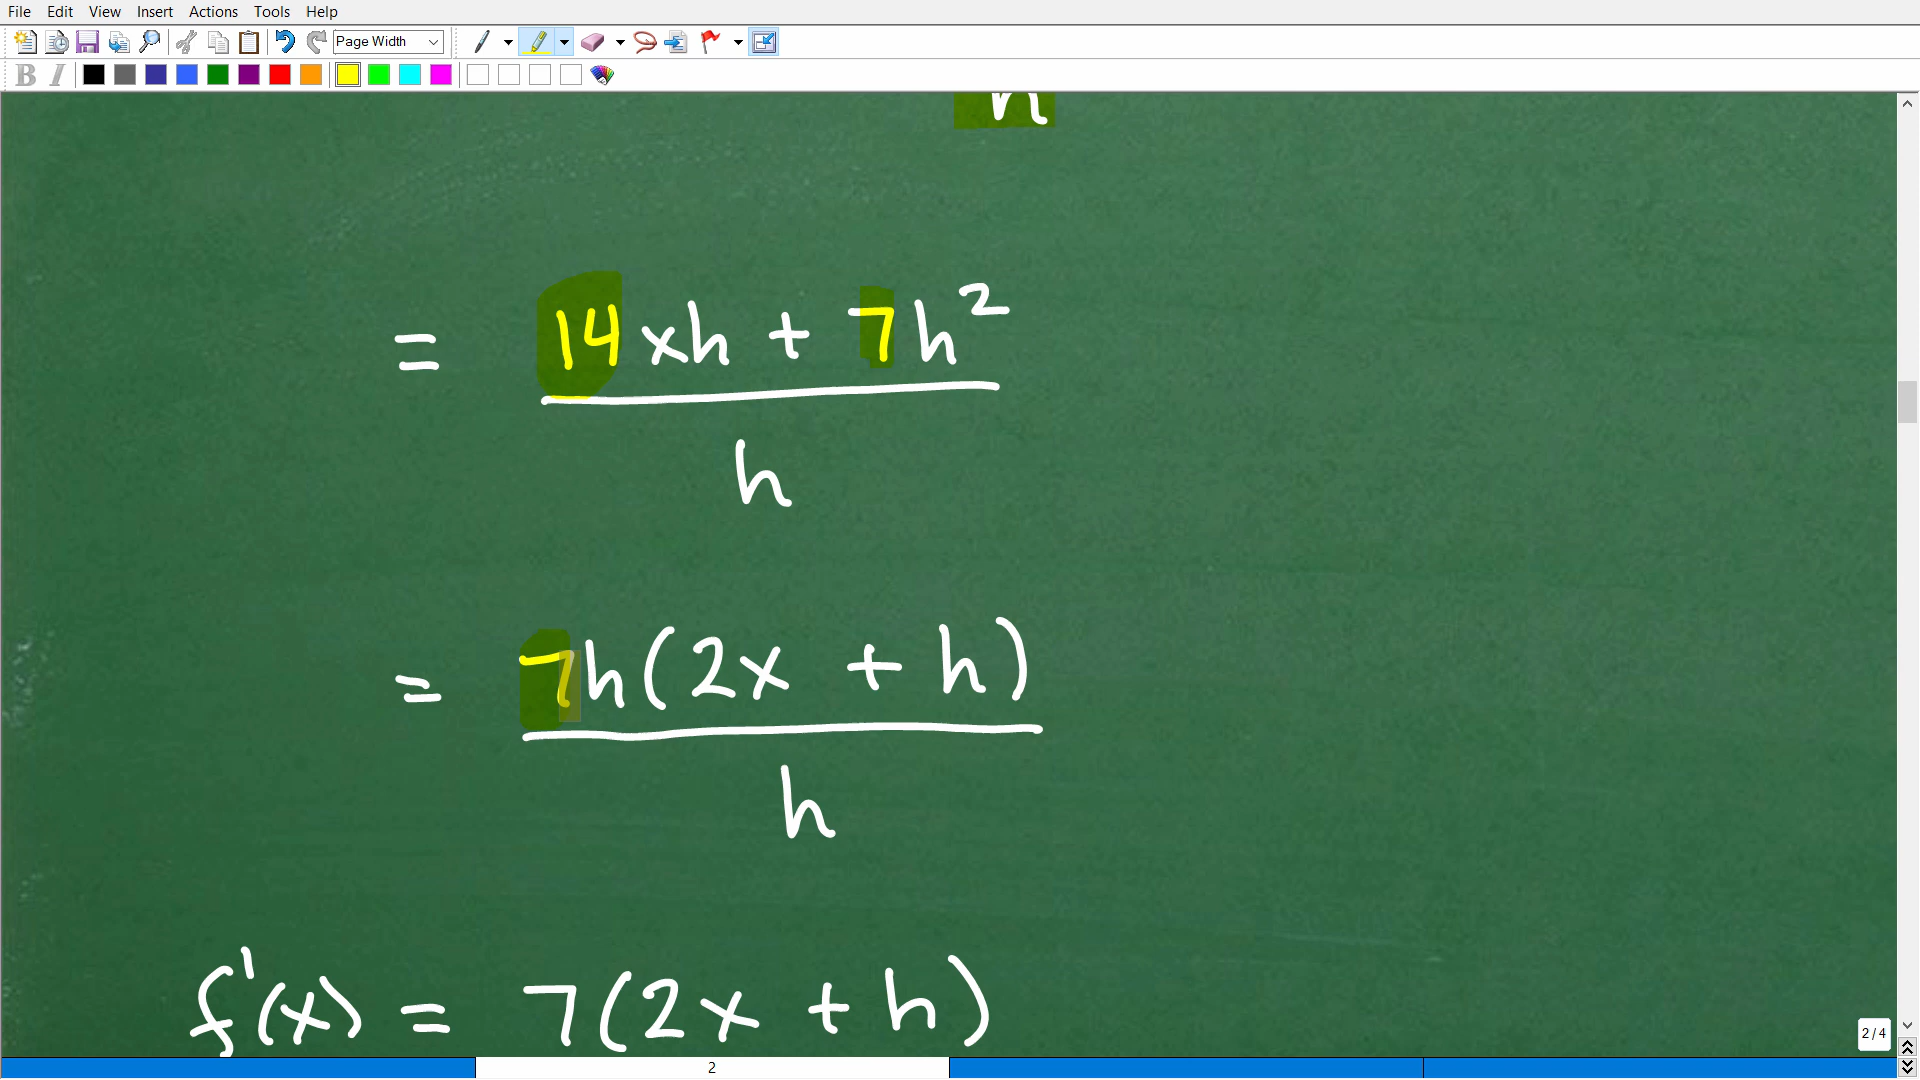 File Edit View Insert Actions Tools Help
Page Width
B I
h
= 14xh + 7h²
h
= 7h(2x + h)
h
f'(x) = 7(2x + h)
2 / 4
2